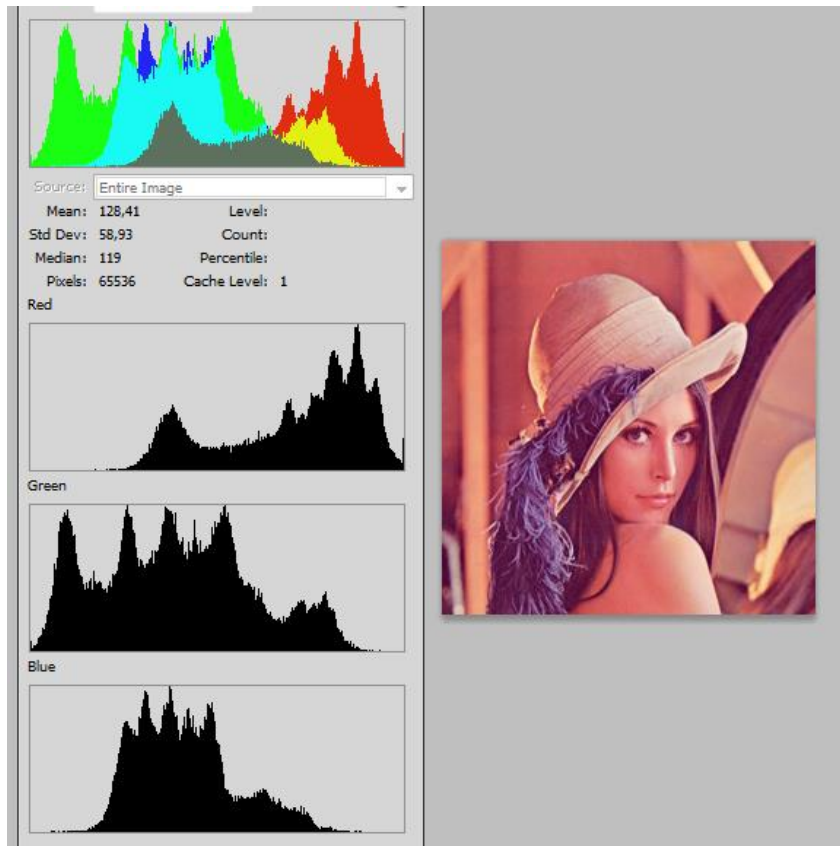 Source: Entire Image
Mean: 128,41 Level:
Std Dev: 58,93 Count:
Median: 119 Percentile:
Pixels: 65536 Cache Level: 1
Red
Green
Blue